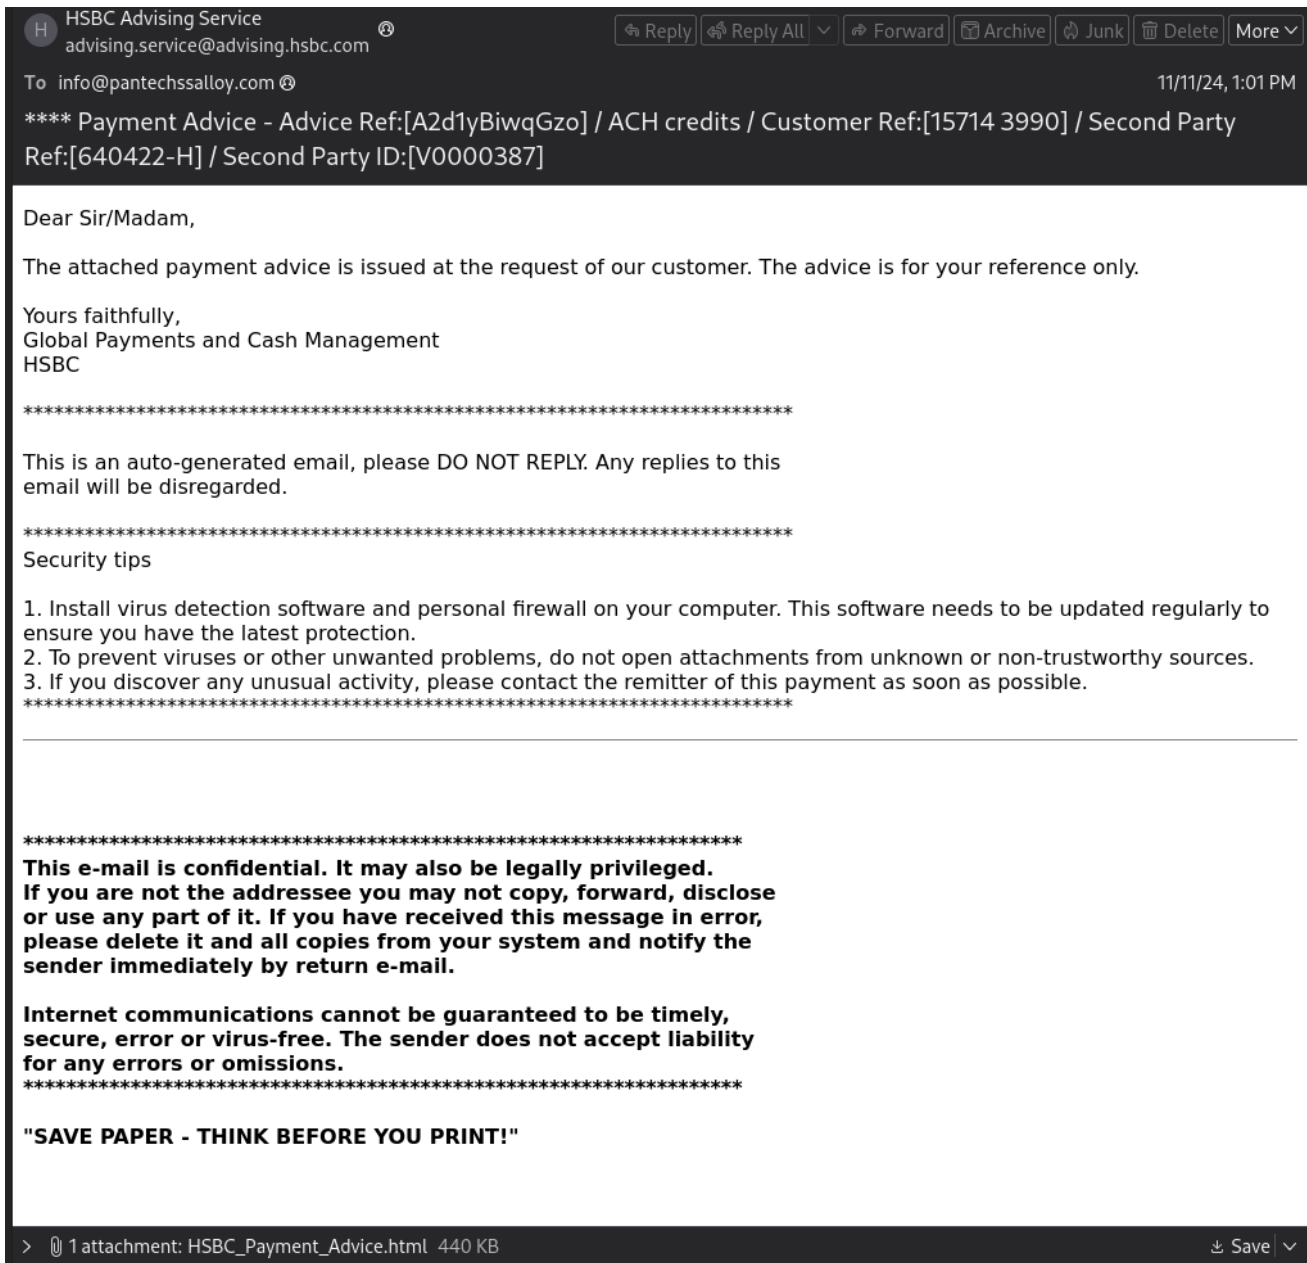 H
HSBC Advising Service
advising.service@advising.hsbc.com
Reply Reply All Forward Archive Junk Delete More
To info@pantechssalloy.com
11/11/24, 1:01 PM
**** Payment Advice - Advice Ref:[A2d1yBiwqGzo] / ACH credits / Customer Ref:[15714 3990] / Second Party
Ref:[640422-H] / Second Party ID:[V0000387]
Dear Sir/Madam,
The attached payment advice is issued at the request of our customer. The advice is for your reference only.
Yours faithfully,
Global Payments and Cash Management
HSBC
***************************************************************************
This is an auto-generated email, please DO NOT REPLY. Any replies to this
email will be disregarded.
***************************************************************************
Security tips
1. Install virus detection software and personal firewall on your computer. This software needs to be updated regularly to
ensure you have the latest protection.
2. To prevent viruses or other unwanted problems, do not open attachments from unknown or non-trustworthy sources.
3. If you discover any unusual activity, please contact the remitter of this payment as soon as possible.
***************************************************************************
*******************************************************************
This e-mail is confidential. It may also be legally privileged.
If you are not the addressee you may not copy, forward, disclose
or use any part of it. If you have received this message in error,
please delete it and all copies from your system and notify the
sender immediately by return e-mail.
Internet communications cannot be guaranteed to be timely,
secure, error or virus-free. The sender does not accept liability
for any errors or omissions.
*******************************************************************
"SAVE PAPER - THINK BEFORE YOU PRINT!"
1 attachment: HSBC_Payment_Advice.html 440 KB
Save